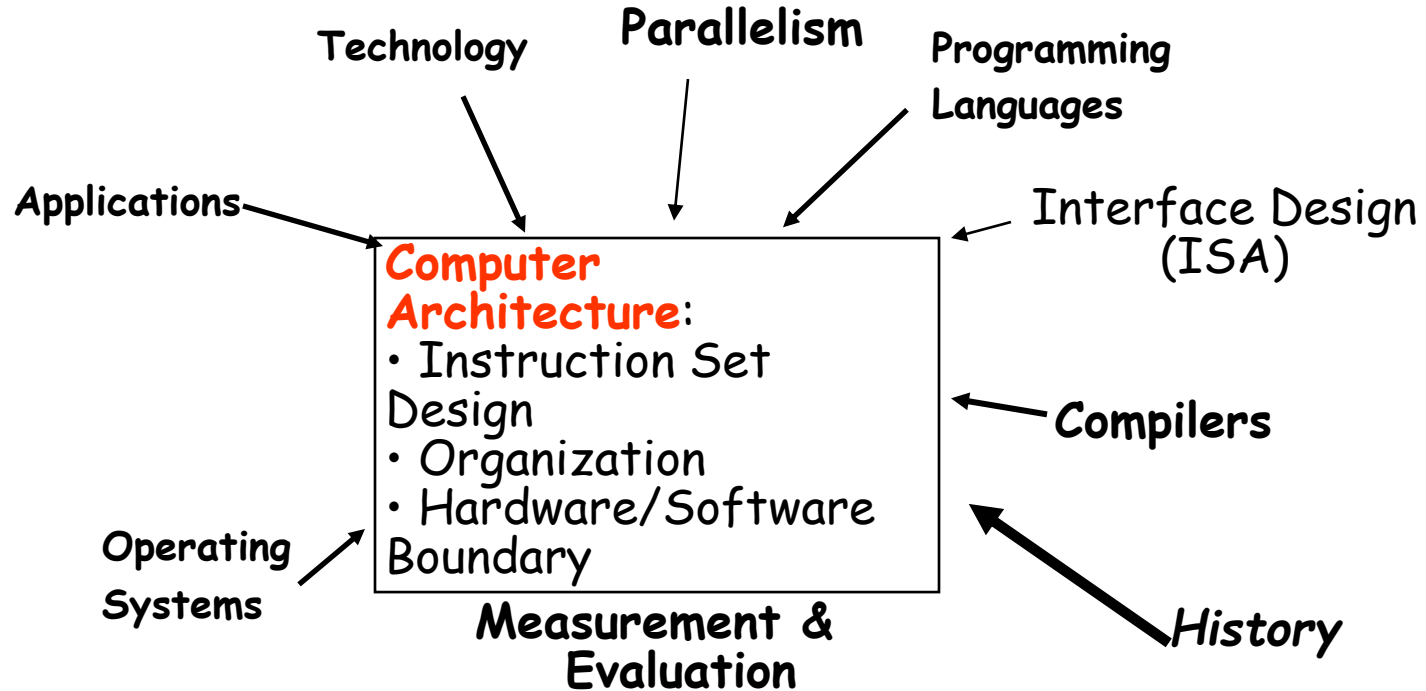 Technology
Parallelism
Programming
Languages
Applications
Interface Design
(ISA)
Computer
Architecture:
• Instruction Set
Design
• Organization
• Hardware/Software
Boundary
Compilers
Operating
Systems
History
Measurement &
Evaluation